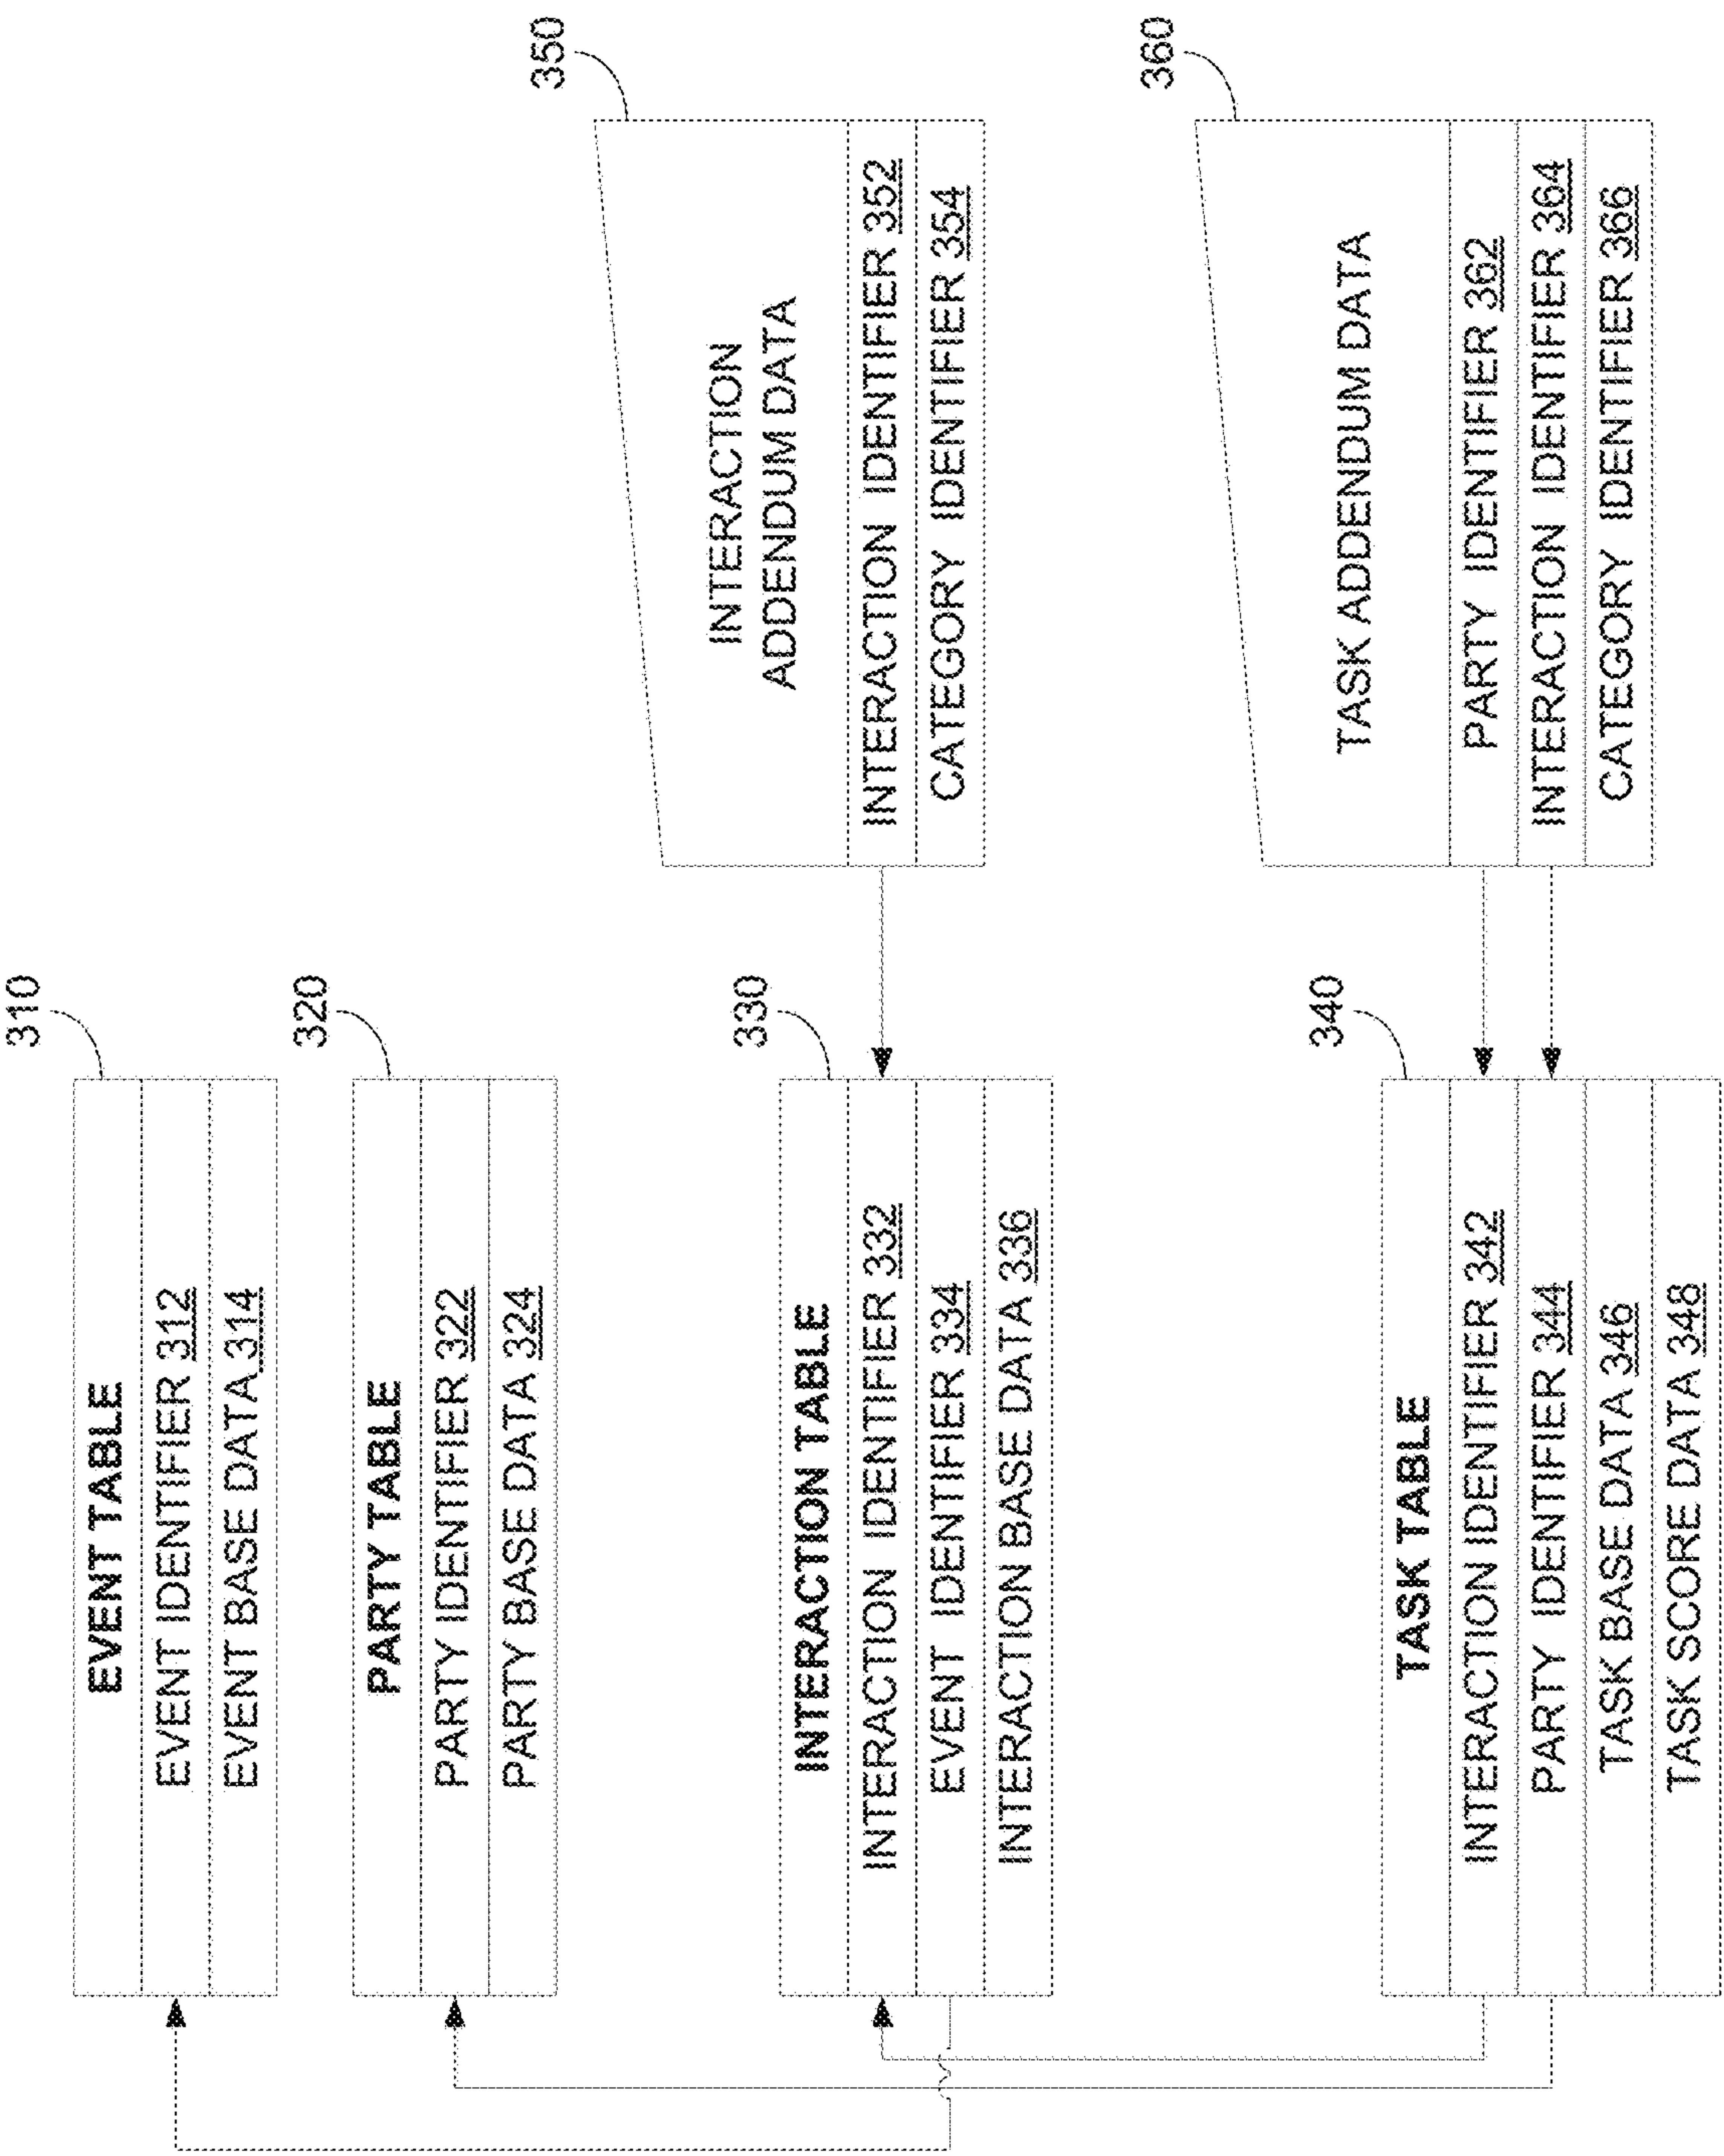 310
EVENT TABLE
EVENT IDENTIFIER 312
EVENT BASE DATA 314
320
PARTY TABLE
PARTY IDENTIFIER 322
PARTY BASE DATA 324
330
INTERACTION TABLE
INTERACTION IDENTIFIER 332
EVENT IDENTIFIER 334
INTERACTION BASE DATA 336
340
TASK TABLE
INTERACTION IDENTIFIER 342
PARTY IDENTIFIER 344
TASK BASE DATA 346
TASK SCORE DATA 348
350
INTERACTION
ADDENDUM DATA
INTERACTION IDENTIFIER 352
CATEGORY IDENTIFIER 354
360
TASK ADDENDUM DATA
PARTY IDENTIFIER 362
INTERACTION IDENTIFIER 364
CATEGORY IDENTIFIER 366